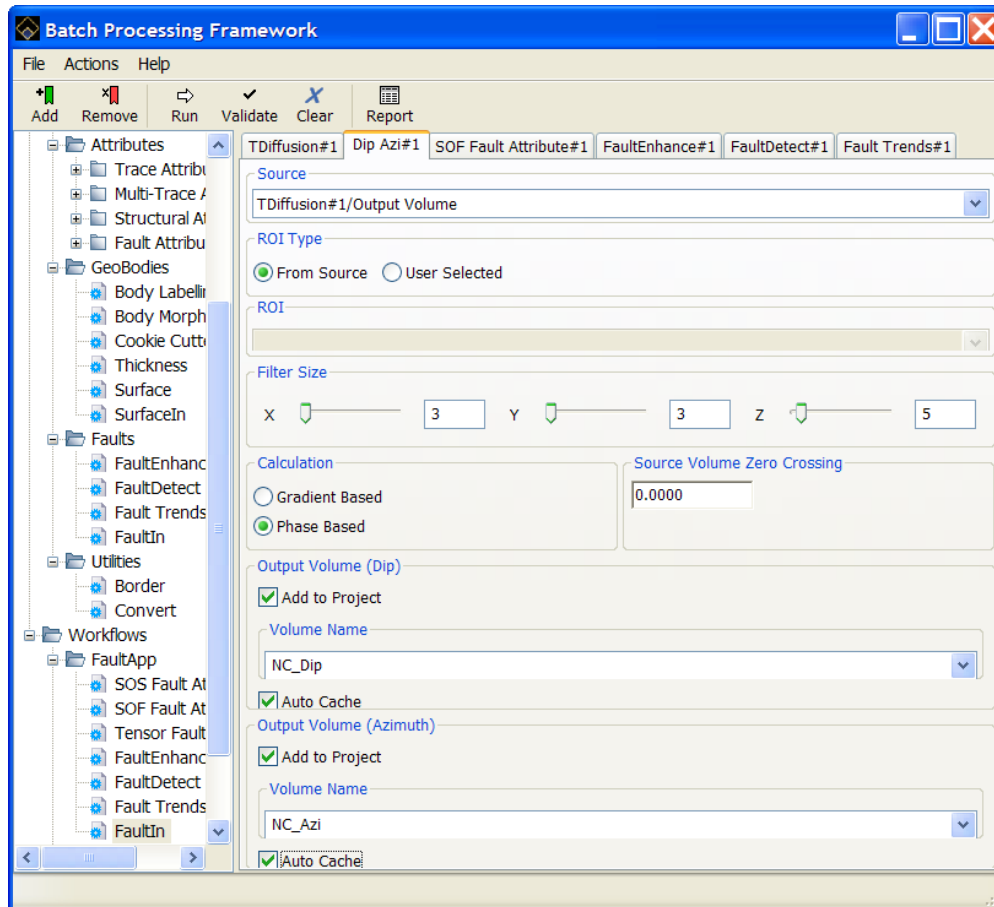 Batch Processing Framework
File Actions Help
Add Remove Run Validate Clear Report
Attributes
Trace Attribu
Multi-Trace A
Structural At
Fault Attribu
GeoBodies
Body Labellin
Body Morph
Cookie Cutte
Thickness
Surface
SurfaceIn
Faults
FaultEnhanc
FaultDetect
Fault Trends
FaultIn
Utilities
Border
Convert
Workflows
FaultApp
SOS Fault At
SOF Fault At
Tensor Fault
FaultEnhanc
FaultDetect
Fault Trends
FaultIn
TDiffusion#1 Dip Azi#1 SOF Fault Attribute#1 FaultEnhance#1 FaultDetect#1 Fault Trends#1
Source
TDiffusion#1/Output Volume
ROI Type
From Source User Selected
ROI
Filter Size
X 3 Y 3 Z 5
Calculation
Gradient Based
Phase Based
Source Volume Zero Crossing
0.0000
Output Volume (Dip)
Add to Project
Volume Name
NC_Dip
Auto Cache
Output Volume (Azimuth)
Add to Project
Volume Name
NC_Azi
Auto Cache